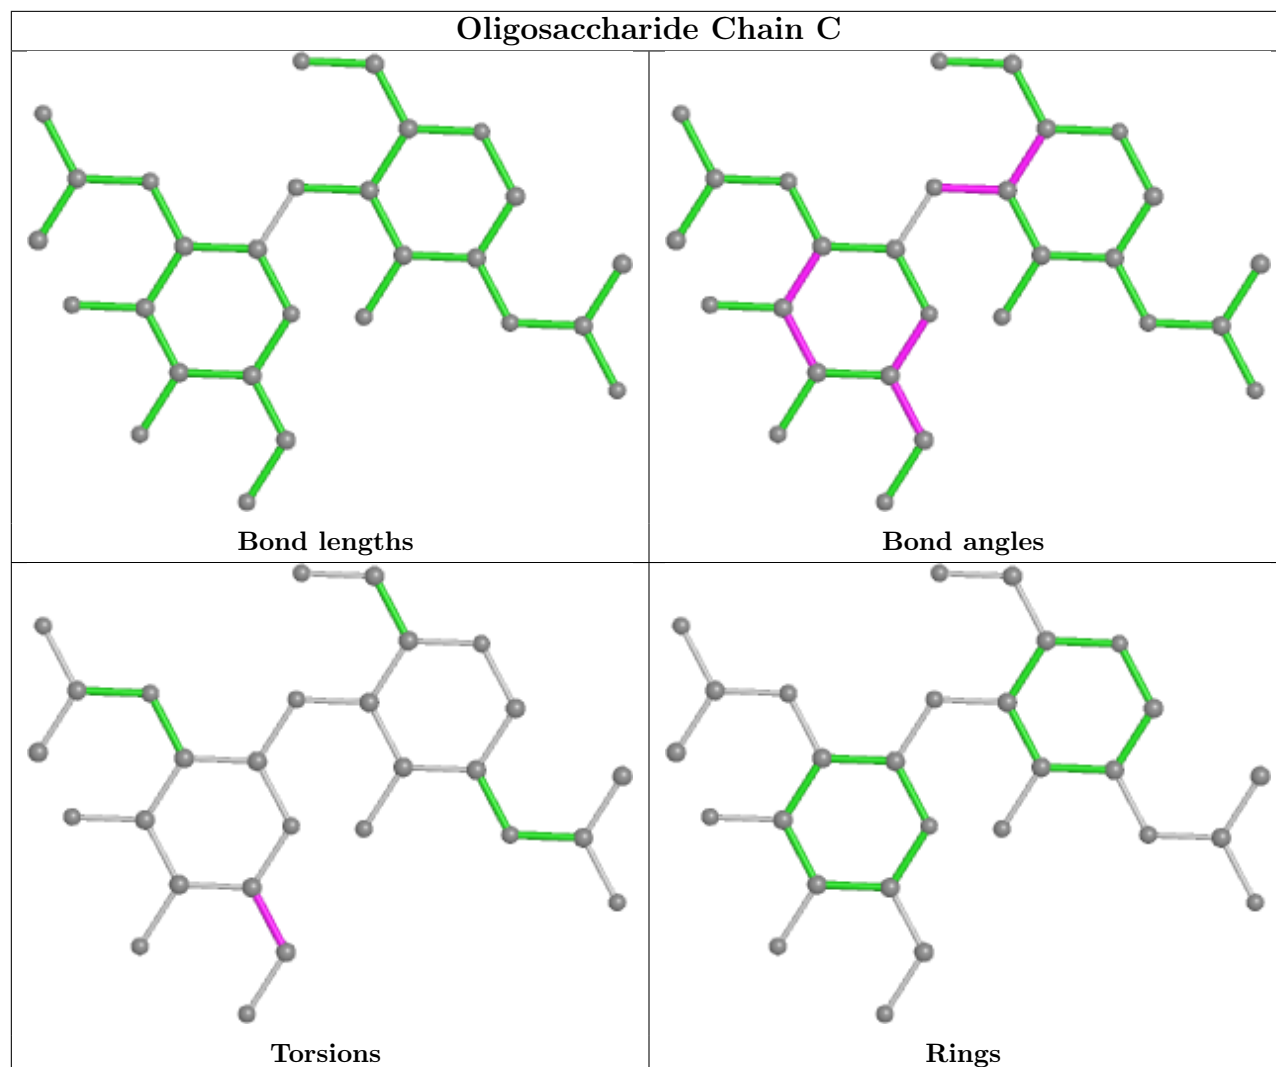 Oligosaccharide Chain C
Bond lengths
Bond angles
Torsions
Rings